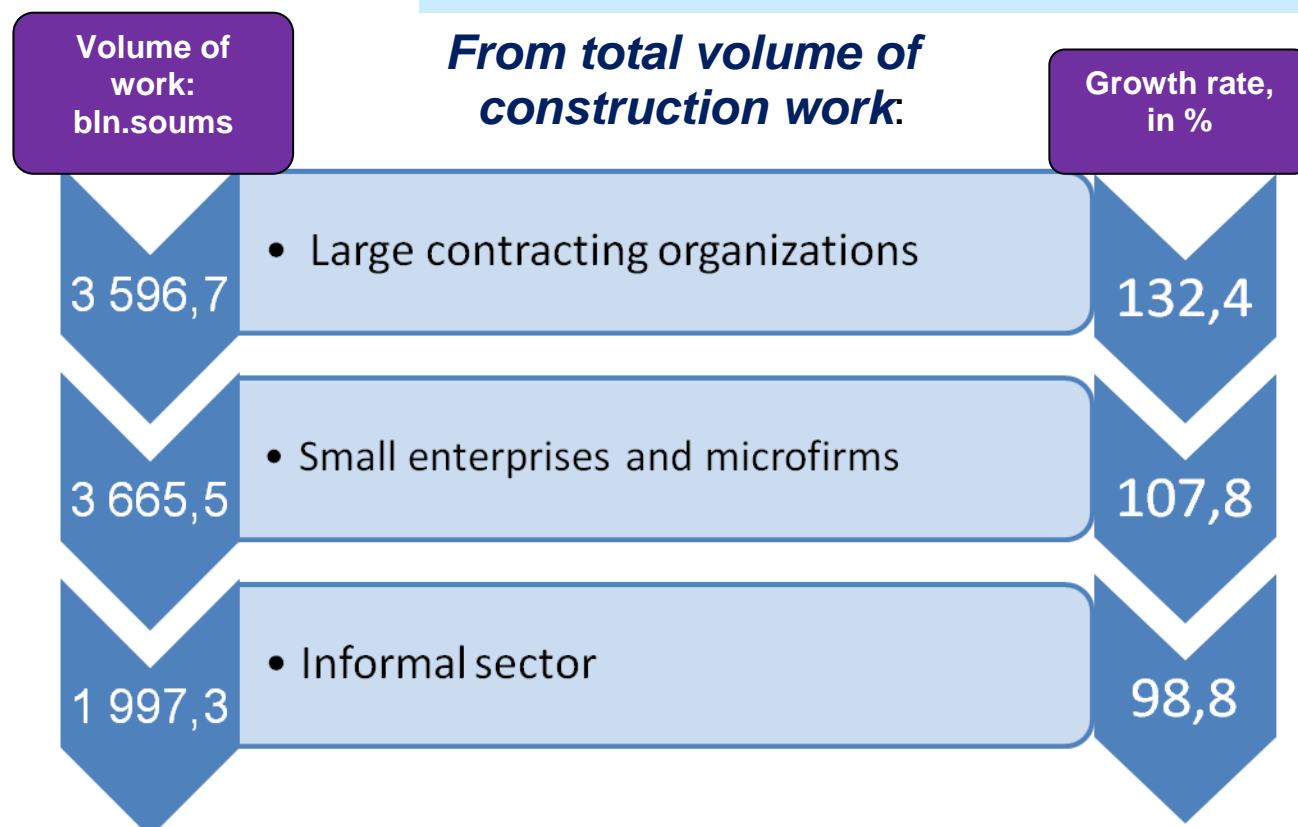 Volume of
work:
bln.soums
From total volume of
construction work:
Growth rate,
in %
3 596,7
• Large contracting organizations
132,4
3 665,5
• Small enterprises and microfirms
107,8
1 997,3
• Informal sector
98,8